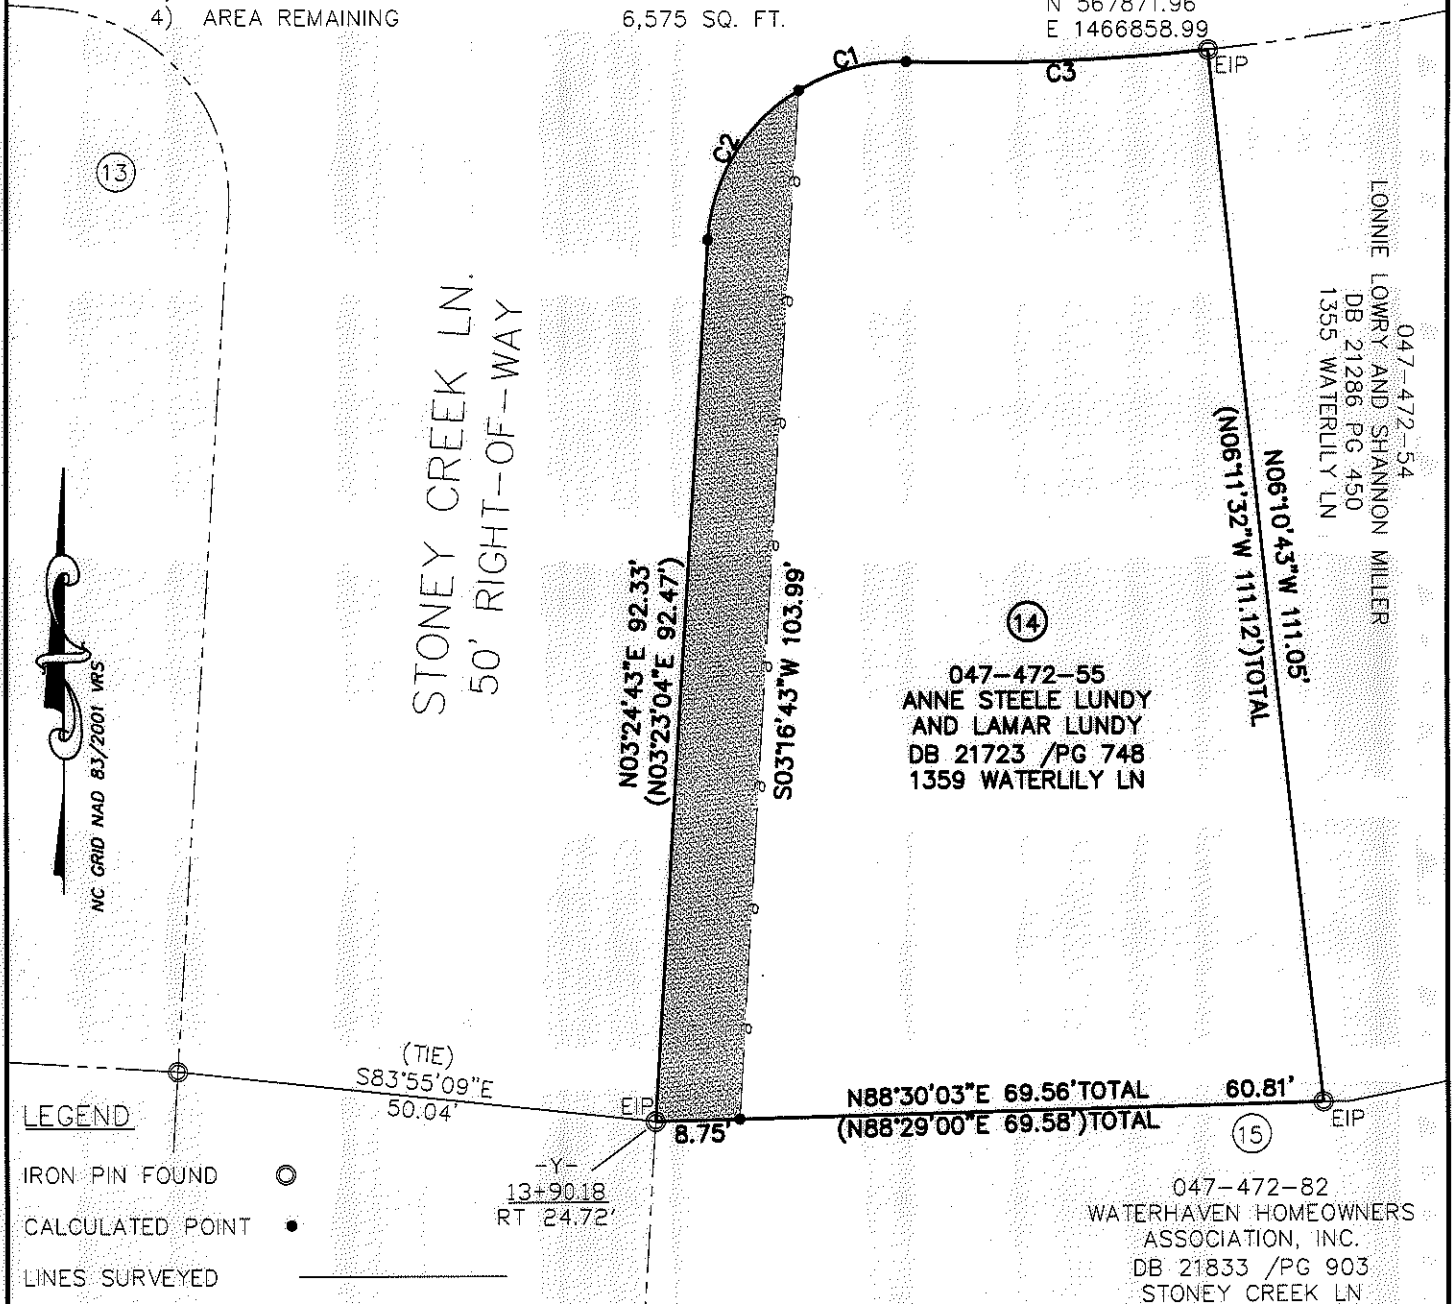 4) AREA REMAINING 6,575 SQ. FT.
N 567871.96
E 1466858.99
EIP
C1
C3
C2
13
STONEY CREEK LN.
50' RIGHT-OF-WAY
NC GRID NAD 83/2001 VRS
N03°24'43"E 92.33'
(N03°23'04"E 92.47')
S03°16'43"W 103.99'
14
047-472-55
ANNE STEELE LUNDY
AND LAMAR LUNDY
DB 21723 /PG 748
1359 WATERLILY LN
N06°10'43"W 111.05'
(N06°11'32"W 111.12')TOTAL
047-472-54
LONNIE LOWRY AND SHANNON MILLER
DB 21286 PG 450
1355 WATERLILY LN
(TIE)
S83°55'09"E
50.04'
EIP
8.75'
N88°30'03"E 69.56'TOTAL
(N88°29'00"E 69.58')TOTAL
60.81'
EIP
15
-Y-
13+90.18
RT 24.72'
047-472-82
WATERHAVEN HOMEOWNERS
ASSOCIATION, INC.
DB 21833 /PG 903
STONEY CREEK LN
LEGEND
IRON PIN FOUND
CALCULATED POINT
LINES SURVEYED